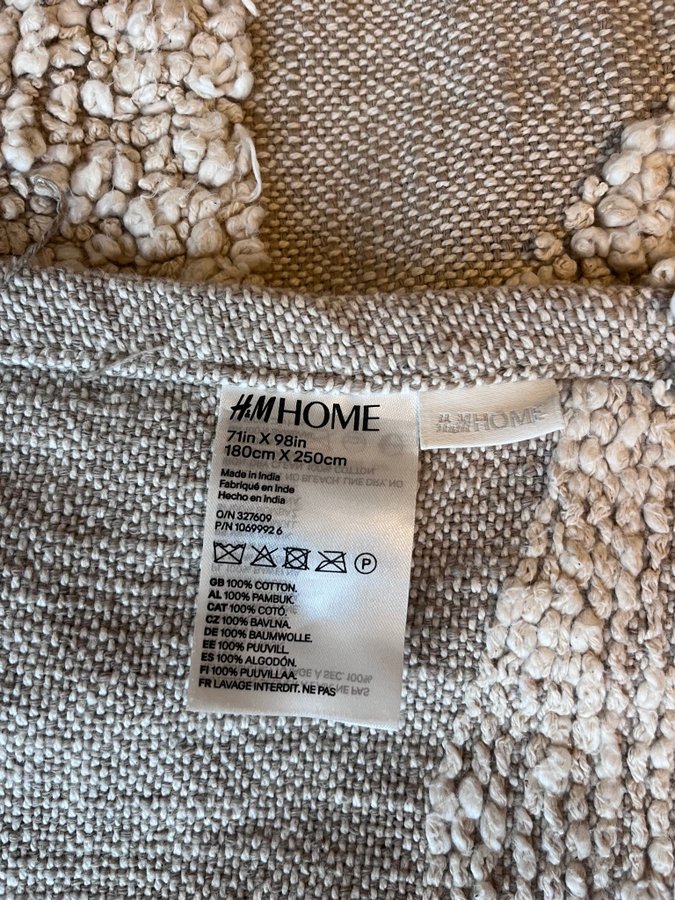 H&M HOME
71in X 98in
180cm X 250cm
Made in India
Fabriqué en Inde
Hecho en India
O/N 327609
P/N 1069992 6
P
GB 100% COTTON.
AL 100% PAMBUK.
CAT 100% COTÓ.
CZ 100% BAVLNA.
DE 100% BAUMWOLLE.
EE 100% PUUVILL.
ES 100% ALGODÓN.
FI 100% PUUVILLAA.
FR LAVAGE INTERDIT. NE PAS
H&M HOME